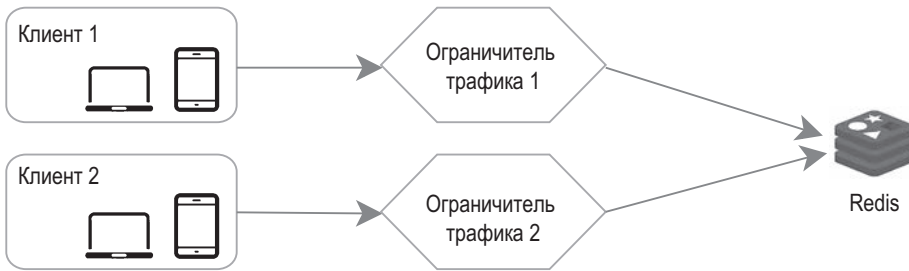 Клиент 1
Ограничитель
трафика 1
Клиент 2
Ограничитель
трафика 2
Redis